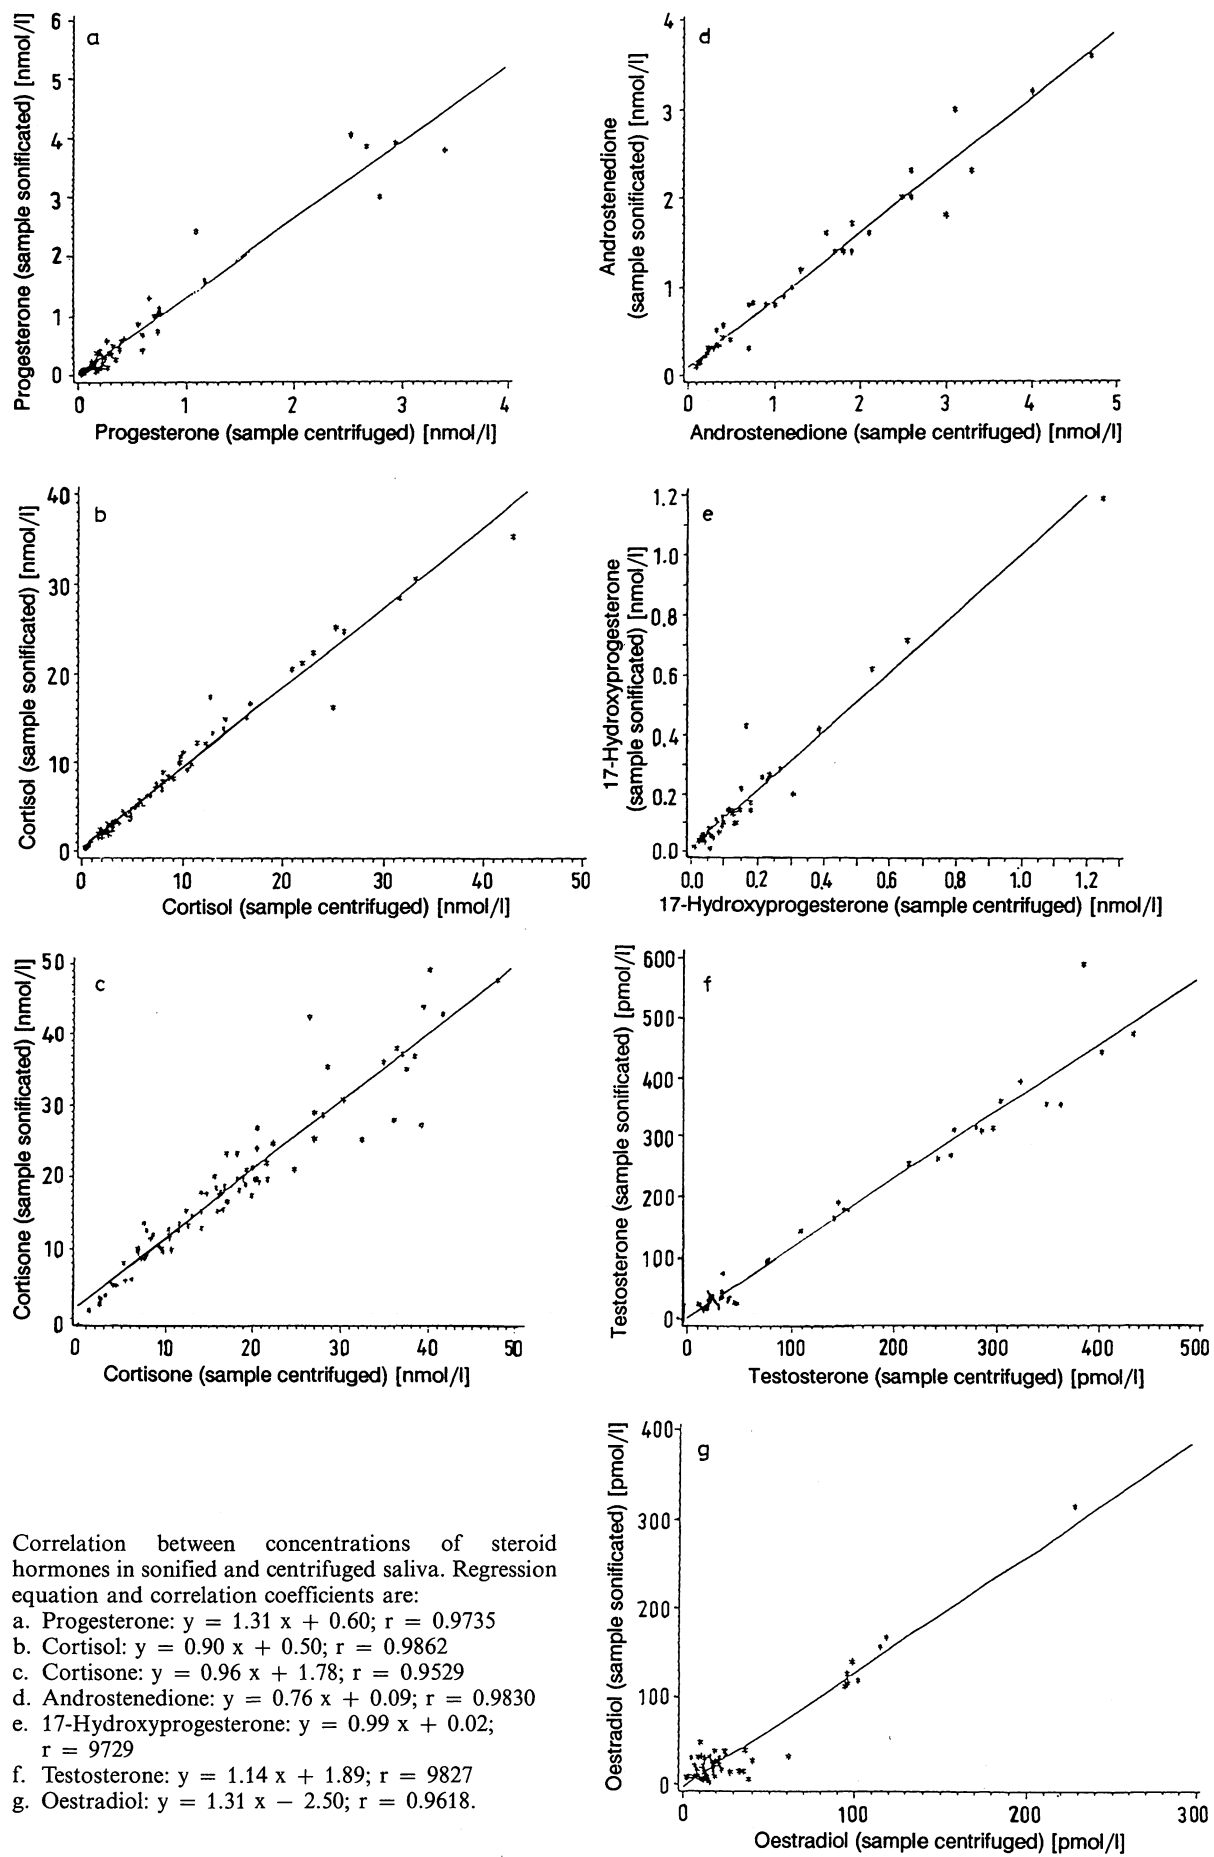 a
Progesterone (sample sonificated) [nmol/l]
6
5
4
3
2
1
0
0 1 2 3 4
Progesterone (sample centrifuged) [nmol/l]
d
Androstenedione
(sample sonificated) [nmol/l]
4
3
2
1
0
0 1 2 3 4 5
Androstenedione (sample centrifuged) [nmol/l]
b
Cortisol (sample sonificated) [nmol/l]
40
30
20
10
0
0 10 20 30 40 50
Cortisol (sample centrifuged) [nmol/l]
e
17-Hydroxyprogesterone
(sample sonificated) [nmol/l]
1.2
1.0
0.8
0.6
0.4
0.2
0.0
0.0 0.2 0.4 0.6 0.8 1.0 1.2
17-Hydroxyprogesterone (sample centrifuged) [nmol/l]
c
Cortisone (sample sonificated) [nmol/l]
50
40
30
20
10
0
0 10 20 30 40 50
Cortisone (sample centrifuged) [nmol/l]
f
Testosterone (sample sonificated) [pmol/l]
600
500
400
300
200
100
0
0 100 200 300 400 500
Testosterone (sample centrifuged) [pmol/l]
g
Oestradiol (sample sonificated) [pmol/l]
400
300
200
100
0
0 100 200 300
Oestradiol (sample centrifuged) [pmol/l]
Correlation between concentrations of steroid
hormones in sonified and centrifuged saliva. Regression
equation and correlation coefficients are:
a. Progesterone: y = 1.31 x + 0.60; r = 0.9735
b. Cortisol: y = 0.90 x + 0.50; r = 0.9862
c. Cortisone: y = 0.96 x + 1.78; r = 0.9529
d. Androstenedione: y = 0.76 x + 0.09; r = 0.9830
e. 17-Hydroxyprogesterone: y = 0.99 x + 0.02;
r = 9729
f. Testosterone: y = 1.14 x + 1.89; r = 9827
g. Oestradiol: y = 1.31 x − 2.50; r = 0.9618.